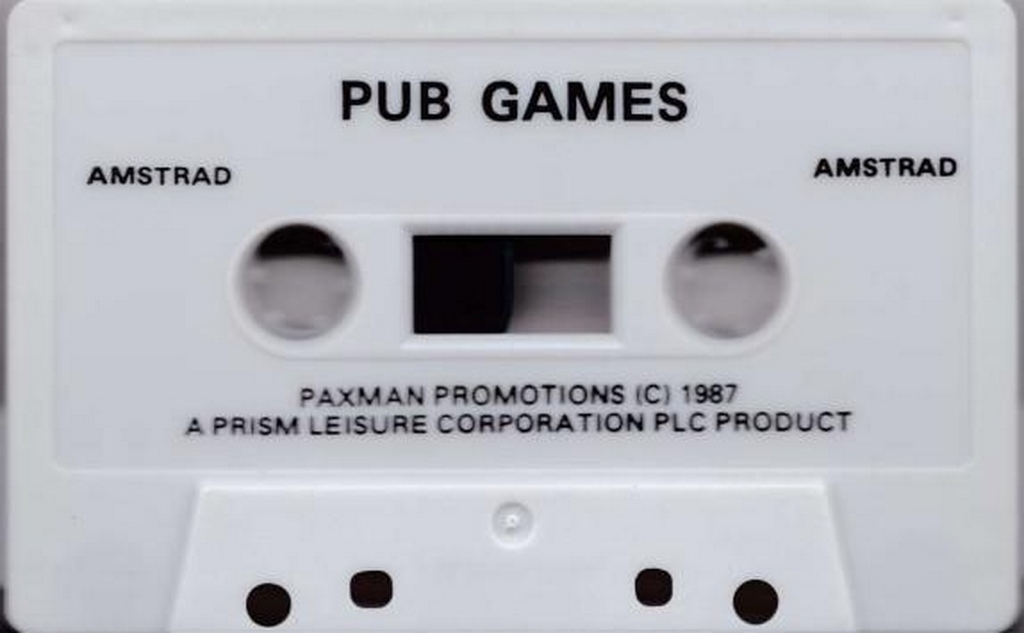 PUB GAMES
AMSTRAD
AMSTRAD
PAXMAN PROMOTIONS (C) 1987
A PRISM LEISURE CORPORATION PLC PRODUCT